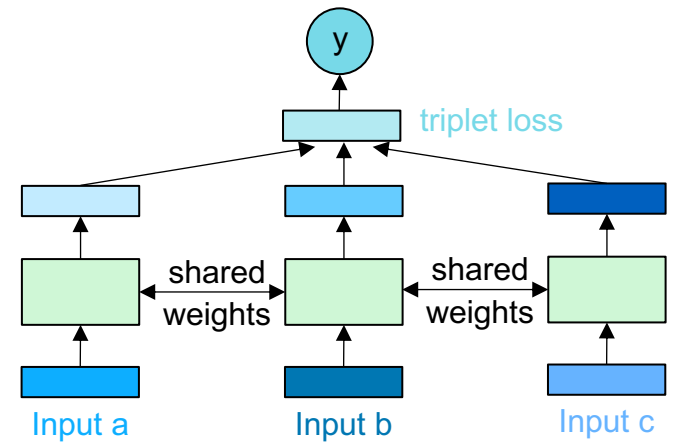 y
triplet loss
shared
weights
shared
weights
Input a
Input b
Input c